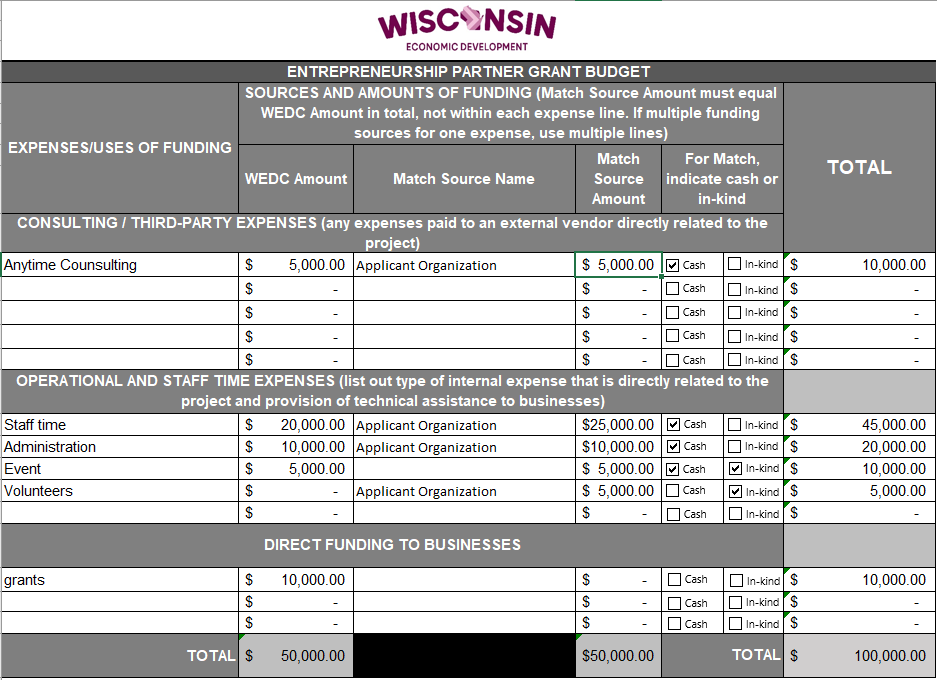 WISCONSIN
ECONOMIC DEVELOPMENT
ENTREPRENEURSHIP PARTNER GRANT BUDGET
EXPENSES/USES OF FUNDING
SOURCES AND AMOUNTS OF FUNDING (Match Source Amount must equal
WEDC Amount in total, not within each expense line. If multiple funding
sources for one expense, use multiple lines)
TOTAL
WEDC Amount
Match Source Name
Match
Source
Amount
For Match,
indicate cash or
in-kind
CONSULTING / THIRD-PARTY EXPENSES (any expenses paid to an external vendor directly related to the
project)
Anytime Counsulting $ 5,000.00 Applicant Organization $ 5,000.00 Cash In-kind $ 10,000.00
$ - $ - Cash In-kind $ -
$ - $ - Cash In-kind $ -
$ - $ - Cash In-kind $ -
$ - $ - Cash In-kind $ -
OPERATIONAL AND STAFF TIME EXPENSES (list out type of internal expense that is directly related to the
project and provision of technical assistance to businesses)
Staff time $ 20,000.00 Applicant Organization $25,000.00 Cash In-kind $ 45,000.00
Administration $ 10,000.00 Applicant Organization $10,000.00 Cash In-kind $ 20,000.00
Event $ 5,000.00 $ 5,000.00 Cash In-kind $ 10,000.00
Volunteers $ - Applicant Organization $ 5,000.00 Cash In-kind $ 5,000.00
$ - $ - Cash In-kind $ -
DIRECT FUNDING TO BUSINESSES
grants $ 10,000.00 $ - Cash In-kind $ 10,000.00
$ - $ - Cash In-kind $ -
$ - $ - Cash In-kind $ -
TOTAL $ 50,000.00 $50,000.00 TOTAL $ 100,000.00